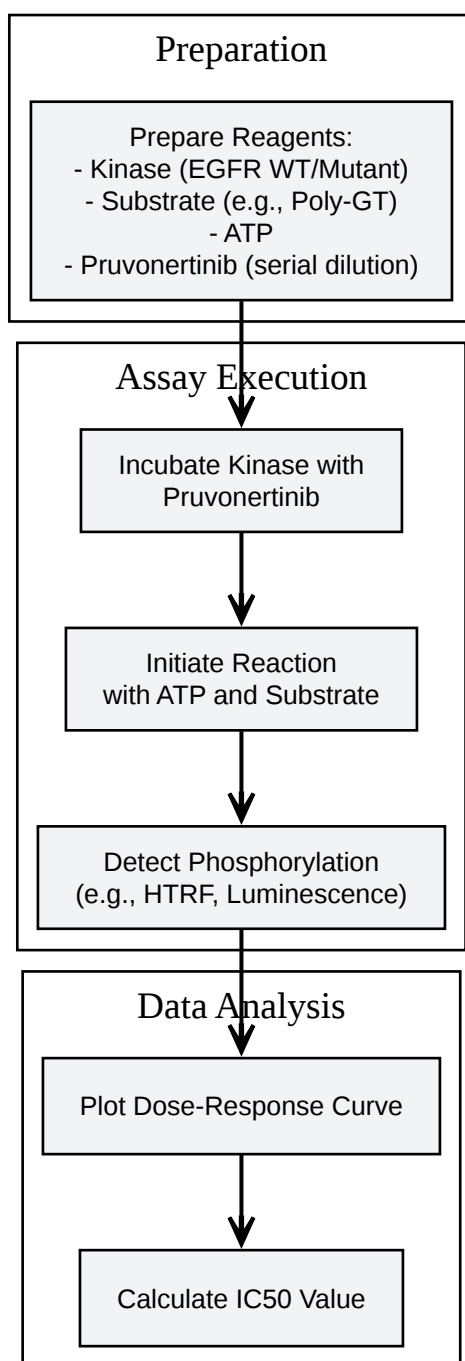 Preparation
Prepare Reagents:
- Kinase (EGFR WT/Mutant)
- Substrate (e.g., Poly-GT)
- ATP
- Pruvonertinib (serial dilution)
Assay Execution
Incubate Kinase with
Pruvonertinib
Initiate Reaction
with ATP and Substrate
Detect Phosphorylation
(e.g., HTRF, Luminescence)
Data Analysis
Plot Dose-Response Curve
Calculate IC50 Value